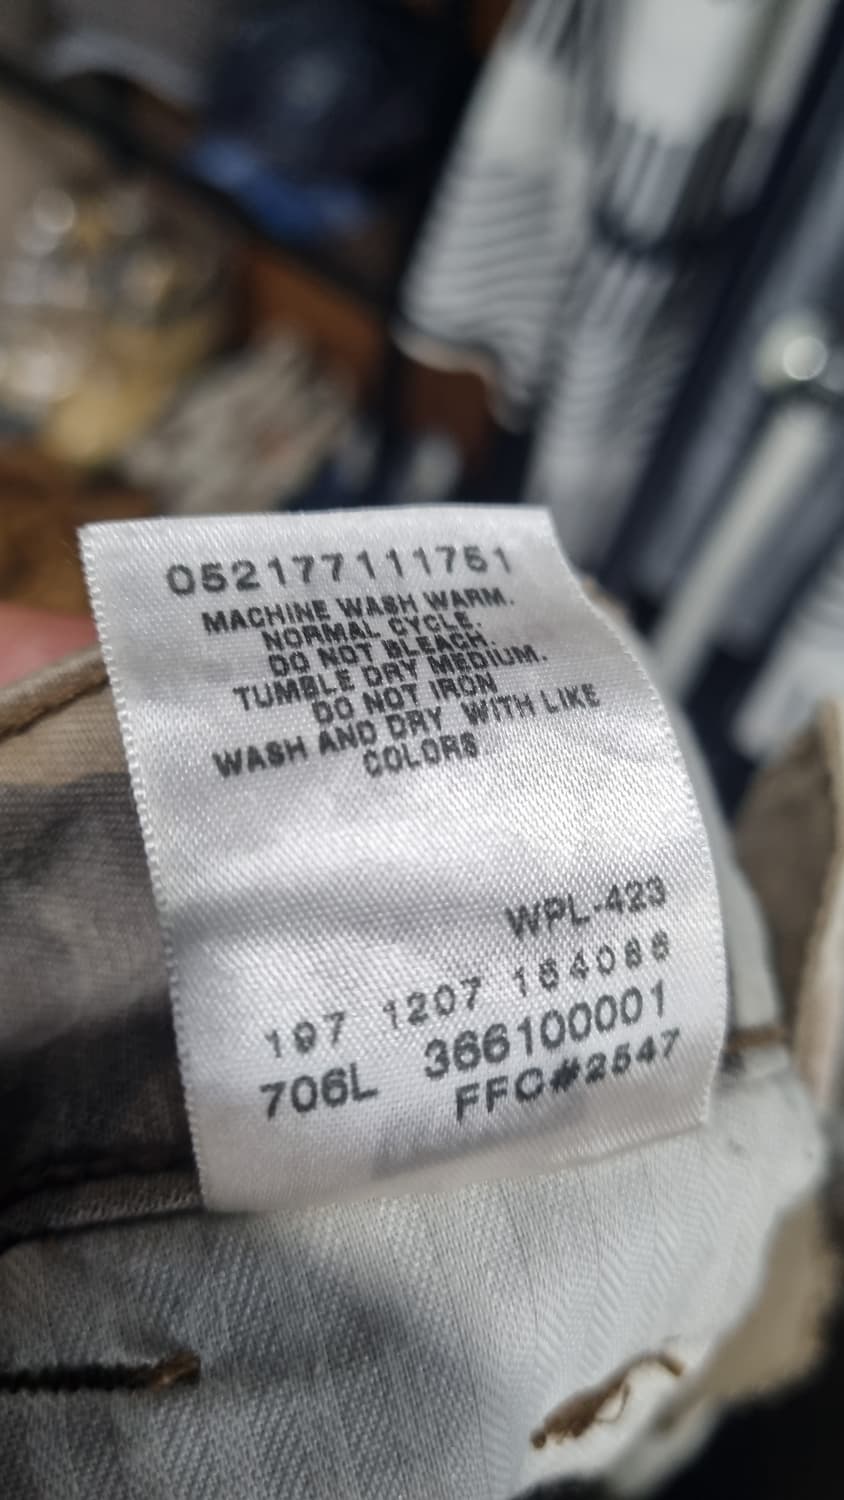 052177111751
MACHINE WASH WARM.
NORMAL CYCLE.
DO NOT BLEACH.
TUMBLE DRY MEDIUM.
DO NOT IRON
WASH AND DRY WITH LIKE
COLORS
WPL-423
197 1207 164086
706L 366100001
FFC#2547